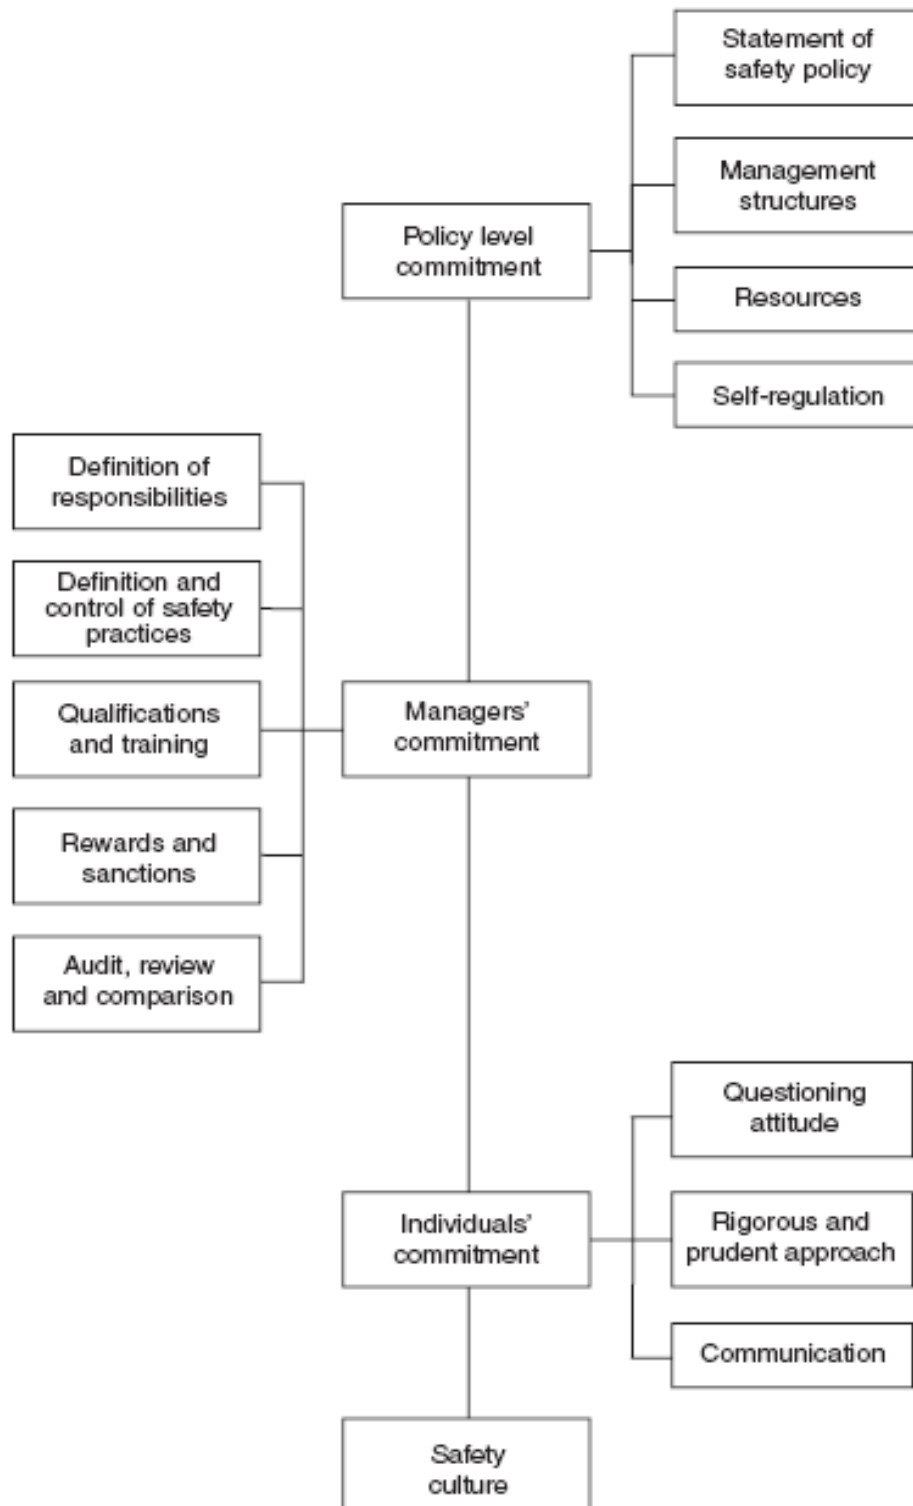 Statement of
safety policy
Management
structures
Policy level
commitment
Resources
Self-regulation
Definition of
responsibilities
Definition and
control of safety
practices
Qualifications
and training
Managers’
commitment
Rewards and
sanctions
Audit, review
and comparison
Questioning
attitude
Individuals’
commitment
Rigorous and
prudent approach
Communication
Safety
culture